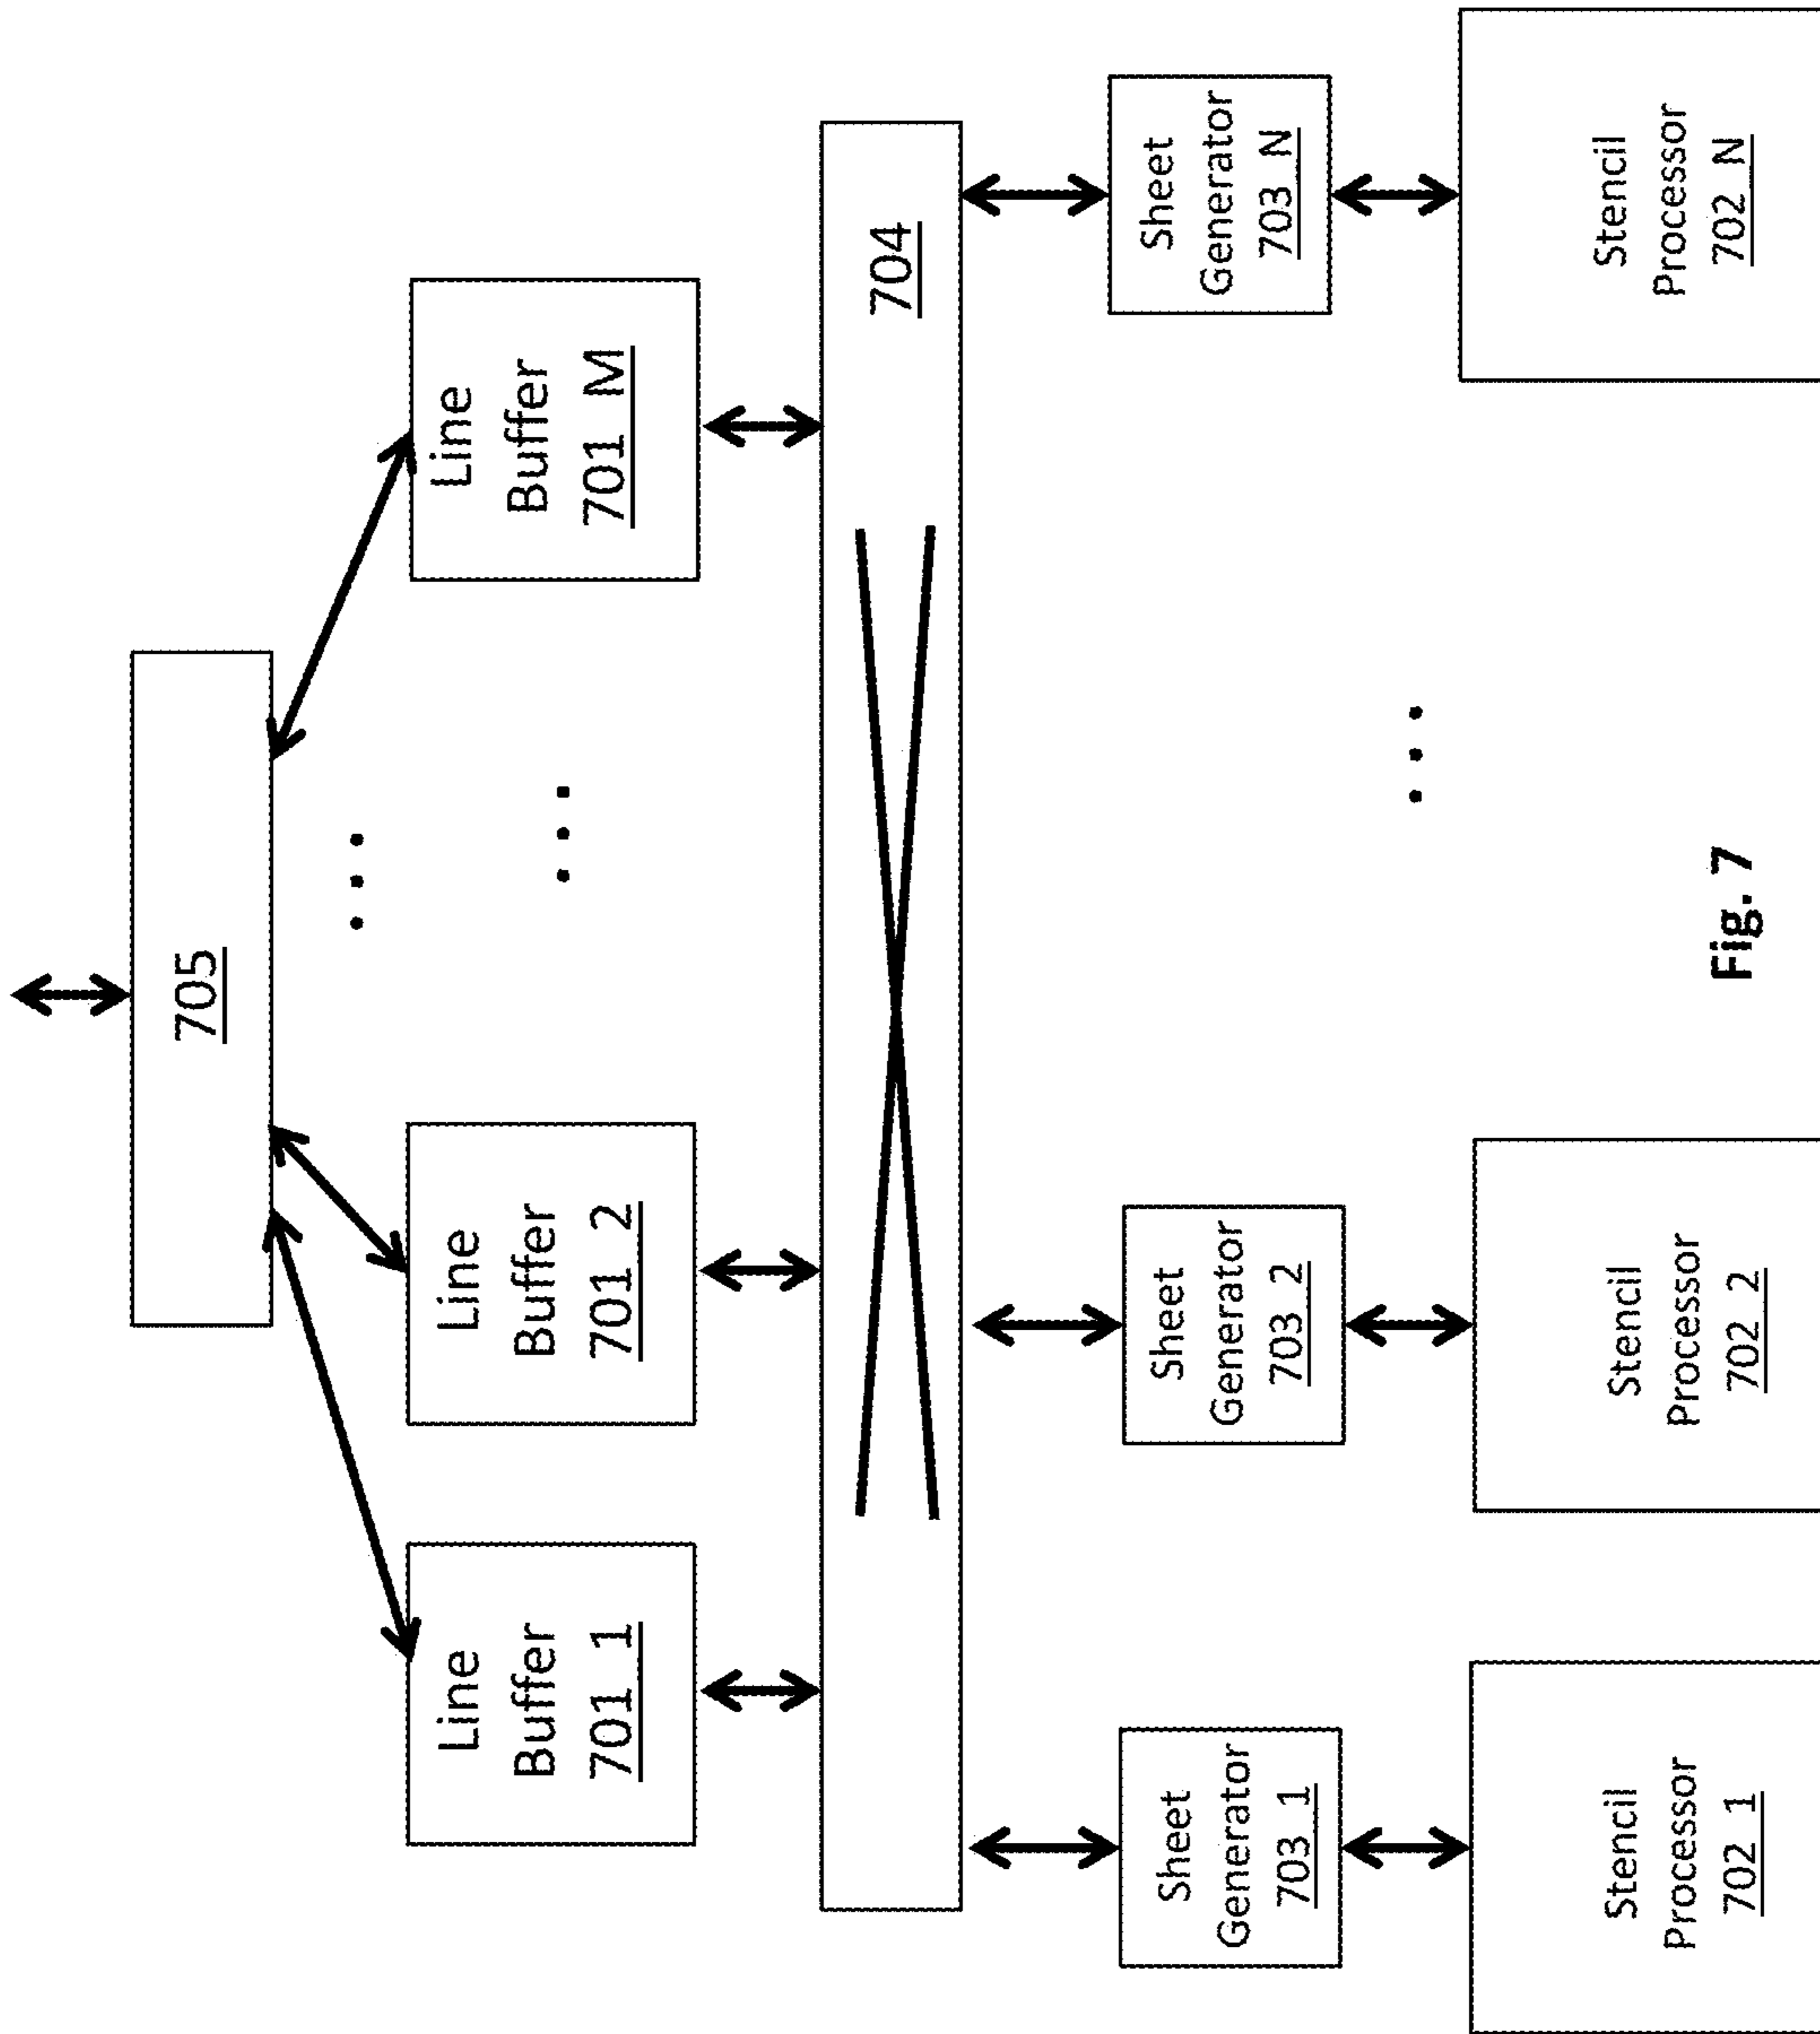 705
Line
Buffer
701_1
Line
Buffer
701_2
Line
Buffer
701_M
704
Sheet
Generator
703_1
Sheet
Generator
703_2
Sheet
Generator
703_N
Stencil
Processor
702_1
Stencil
Processor
702_2
Stencil
Processor
702_N
Fig. 7